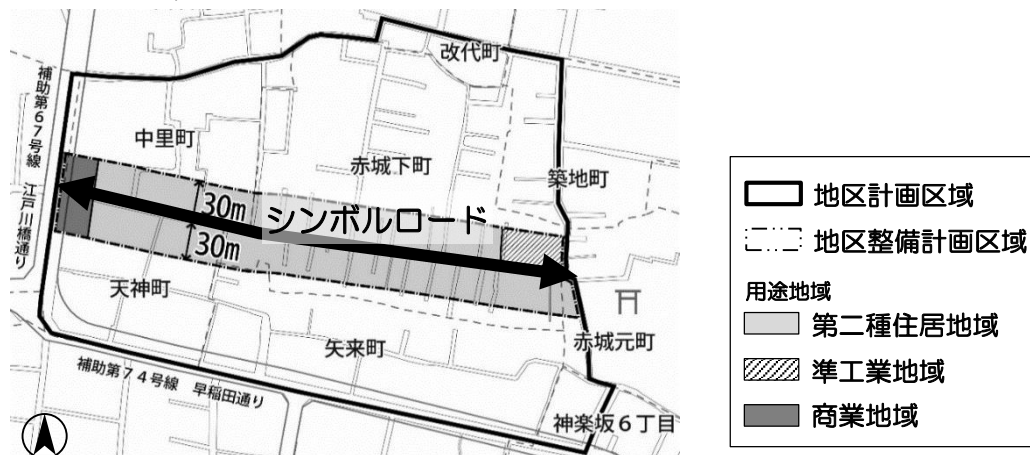 改代町
補助第67号線 江戸川橋通り
中里町
赤城下町
築地町
30m
シンボルロード
30m
天神町
矢来町
赤城元町
補助第74号線 早稲田通り
神楽坂6丁目
地区計画区域
地区整備計画区域
用途地域
第二種住居地域
準工業地域
商業地域